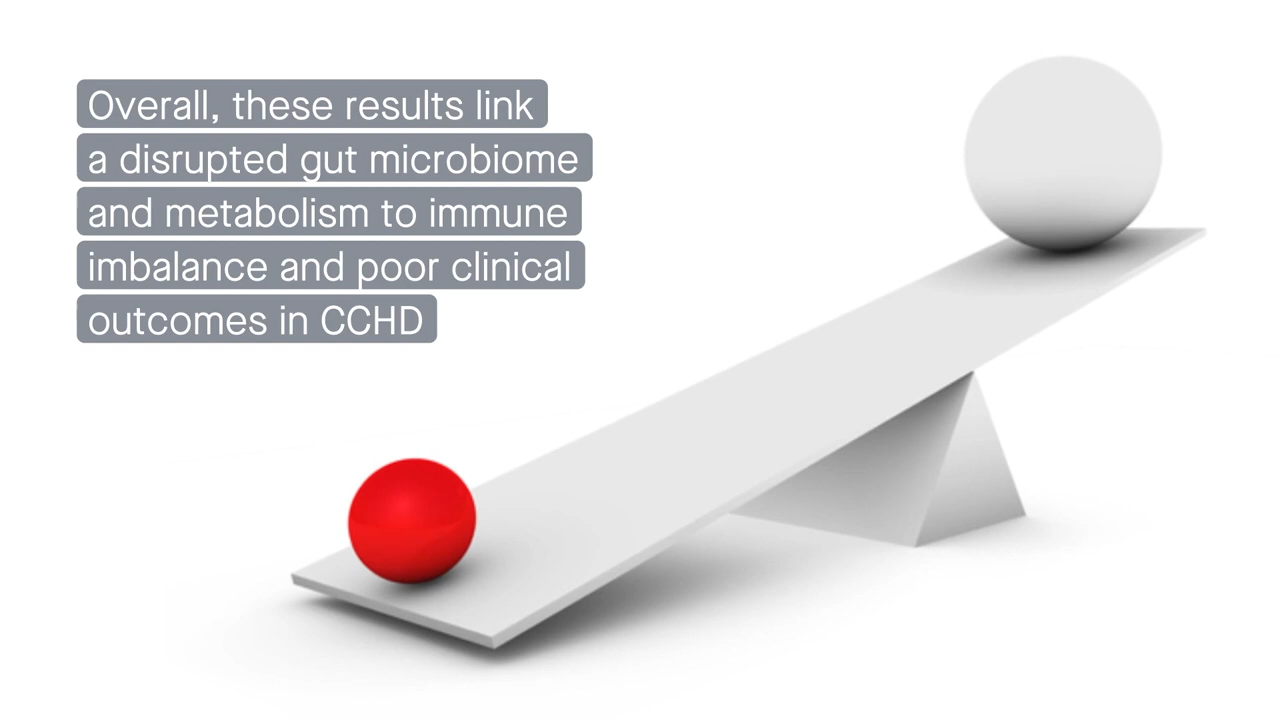 Overall, these results link
a disrupted gut microbiome
and metabolism to immune
imbalance and poor clinical
outcomes in CCHD